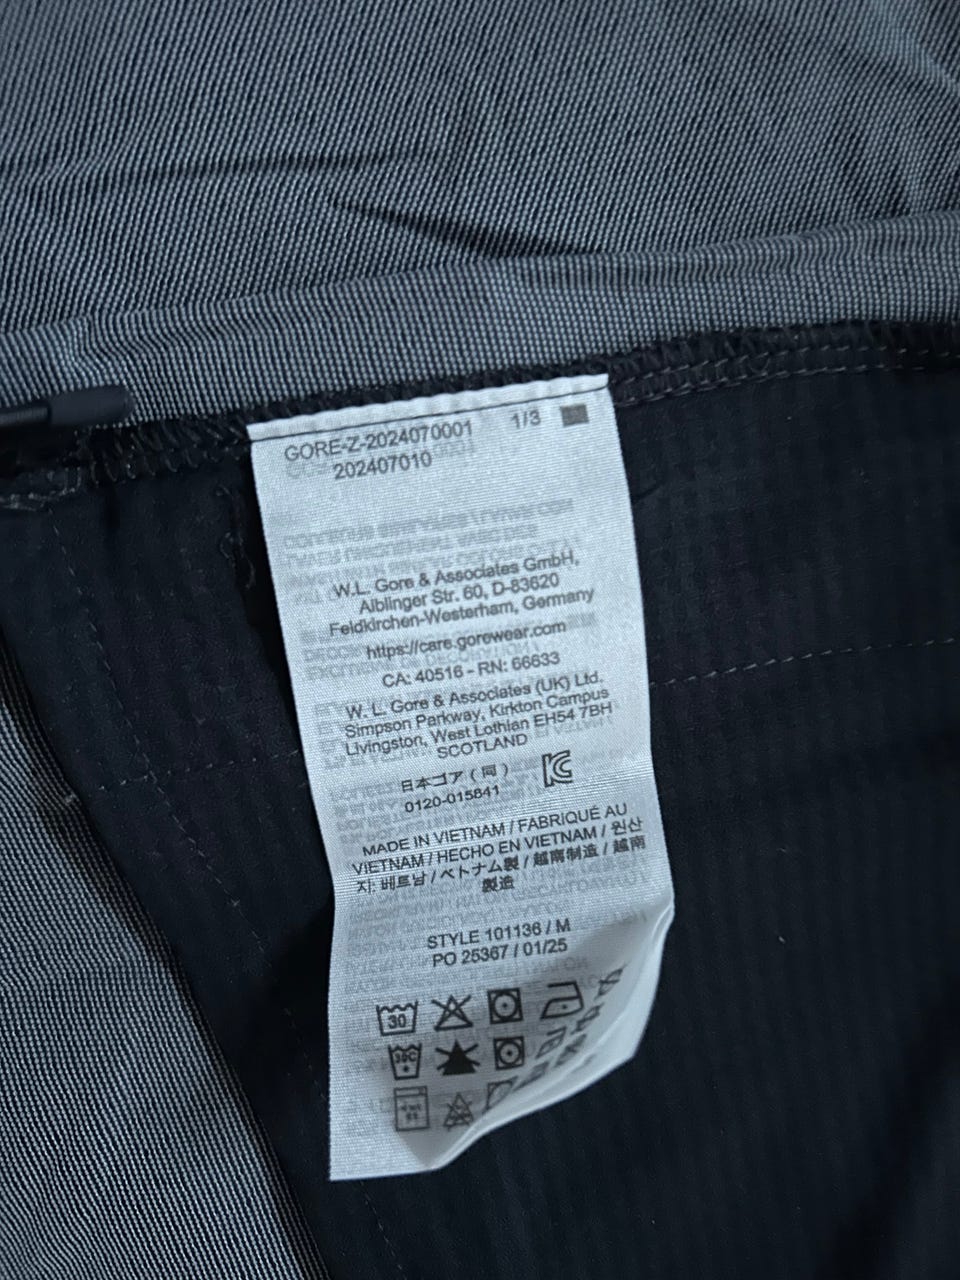 GORE-Z-2024070001 1/3
202407010
W.L. Gore & Associates GmbH,
Aiblinger Str. 60, D-83620
Feldkirchen-Westerham, Germany
https://care.gorewear.com
CA: 40516 - RN: 66633
W. L. Gore & Associates (UK) Ltd.
Simpson Parkway, Kirkton Campus
Livingston, West Lothian EH54 7BH
SCOTLAND
日本ゴア（同）
0120-015841
MADE IN VIETNAM / FABRIQUÉ AU
VIETNAM / HECHO EN VIETNAM / 원산
지: 베트남 / ベトナム製 / 越南制造 / 越南
製造
STYLE 101136 / M
PO 25367 / 01/25
30
30C